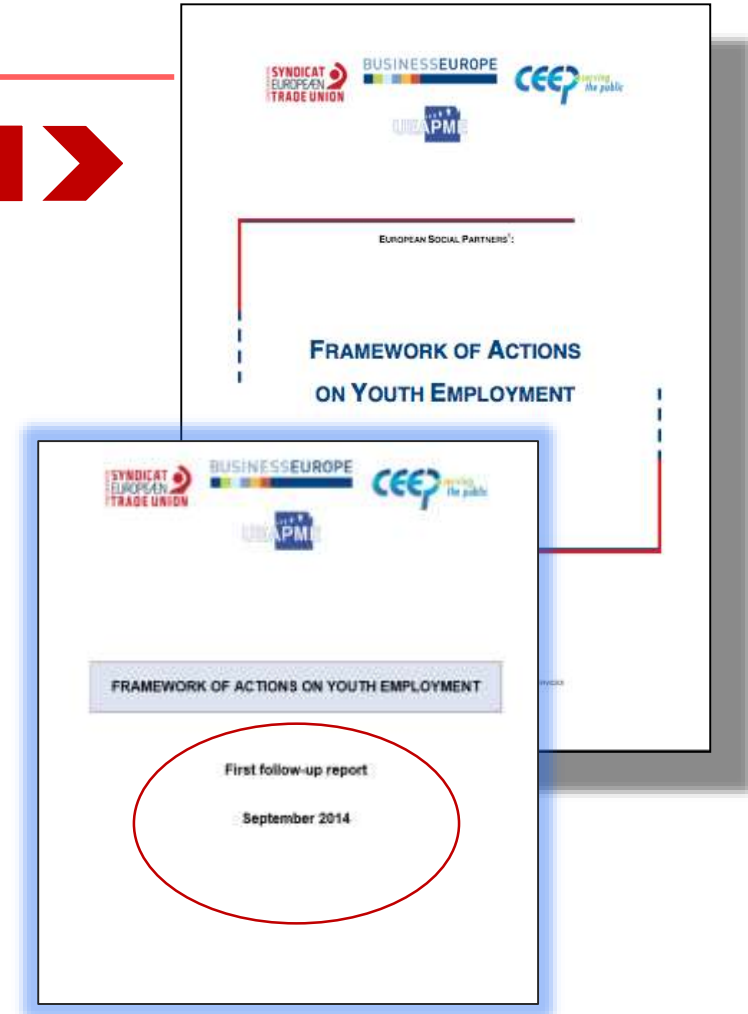 SYNDICAT
EUROPEAN
TRADE UNION
BUSINESSEUROPE
CEEP serving
the public
UEAPME
EUROPEAN SOCIAL PARTNERS':
FRAMEWORK OF ACTIONS
ON YOUTH EMPLOYMENT
SYNDICAT
EUROPEAN
TRADE UNION
BUSINESSEUROPE
CEEP serving
the public
UEAPME
FRAMEWORK OF ACTIONS ON YOUTH EMPLOYMENT
First follow-up report
September 2014